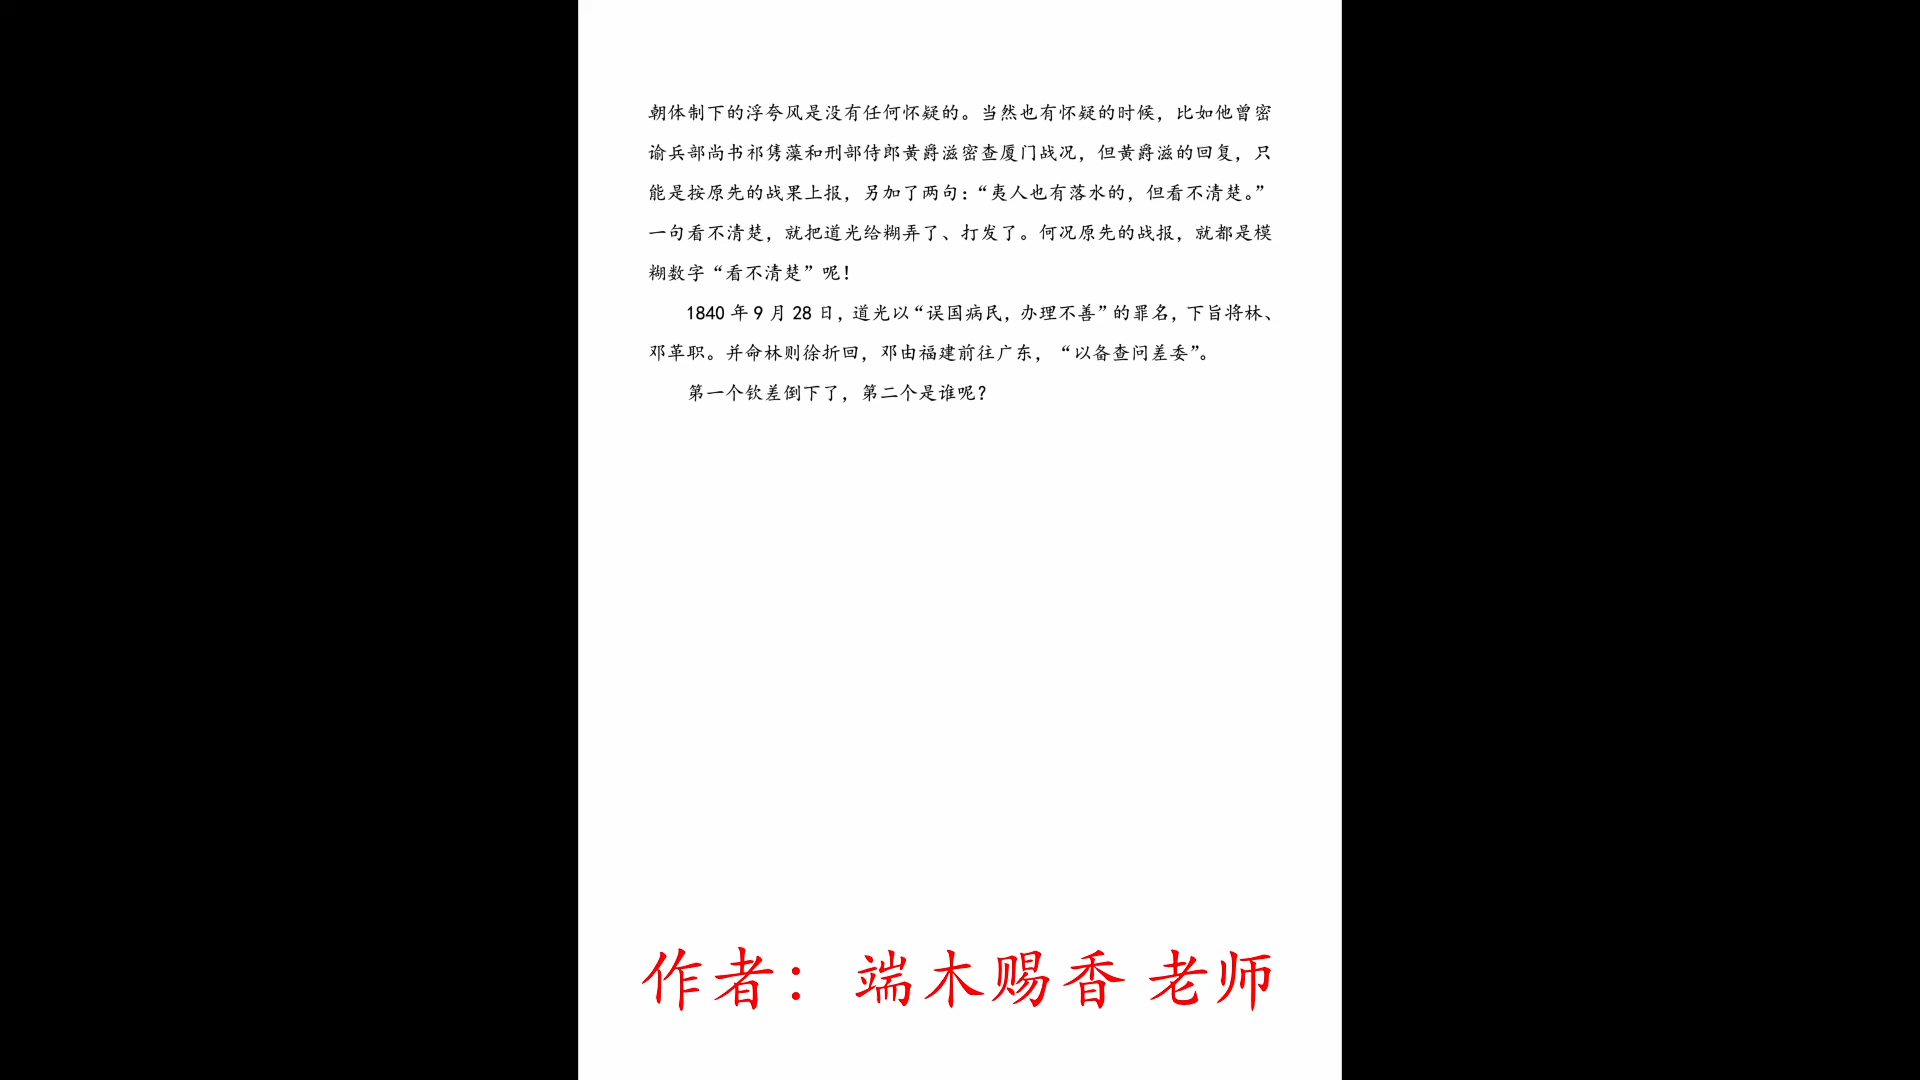 朝体制下的浮夸风是没有任何怀疑的。当然也有怀疑的时候，比如他曾密
谕兵部尚书祁隽藻和刑部侍郎黄爵滋密查厦门战况，但黄爵滋的回复，只
能是按原先的战果上报，另加了两句：“夷人也有落水的，但看不清楚。”
一句看不清楚，就把道光给糊弄了、打发了。何况原先的战报，就都是模
糊数字“看不清楚”呢！
1840 年 9 月 28 日，道光以“误国病民，办理不善”的罪名，下旨将林、
邓革职。并命林则徐折回，邓由福建前往广东，“以备查问差委”。
第一个钦差倒下了，第二个是谁呢？
作者：端木赐香 老师